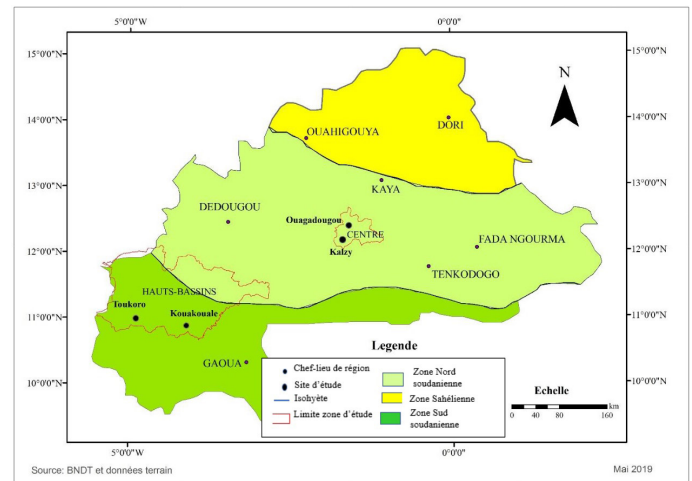 5°0'0"W 0°0'0"
15°0'0"N 15°0'0"N
N
14°0'0"N 14°0'0"N
OUAHIGOUYA DORI
13°0'0"N 13°0'0"N
KAYA
DEDOUGOU
Ouagadougou
CENTRE
Kalzy
FADA NGOURMA
12°0'0"N 12°0'0"N
TENKODOGO
HAUTS-BASSINS
Toukoro Kouakouale
11°0'0"N 11°0'0"N
Legende
GAOUA
Chef-lieu de région
Site d'étude
Isohyète
Limite zone d'étude
Zone Nord
soudanienne
Zone Sahélienne
Zone Sud
soudanienne
Echelle
0 40 80 160
km
10°0'0"N 10°0'0"N
5°0'0"W 0°0'0"
Source: BNDT et données terrain Mai 2019